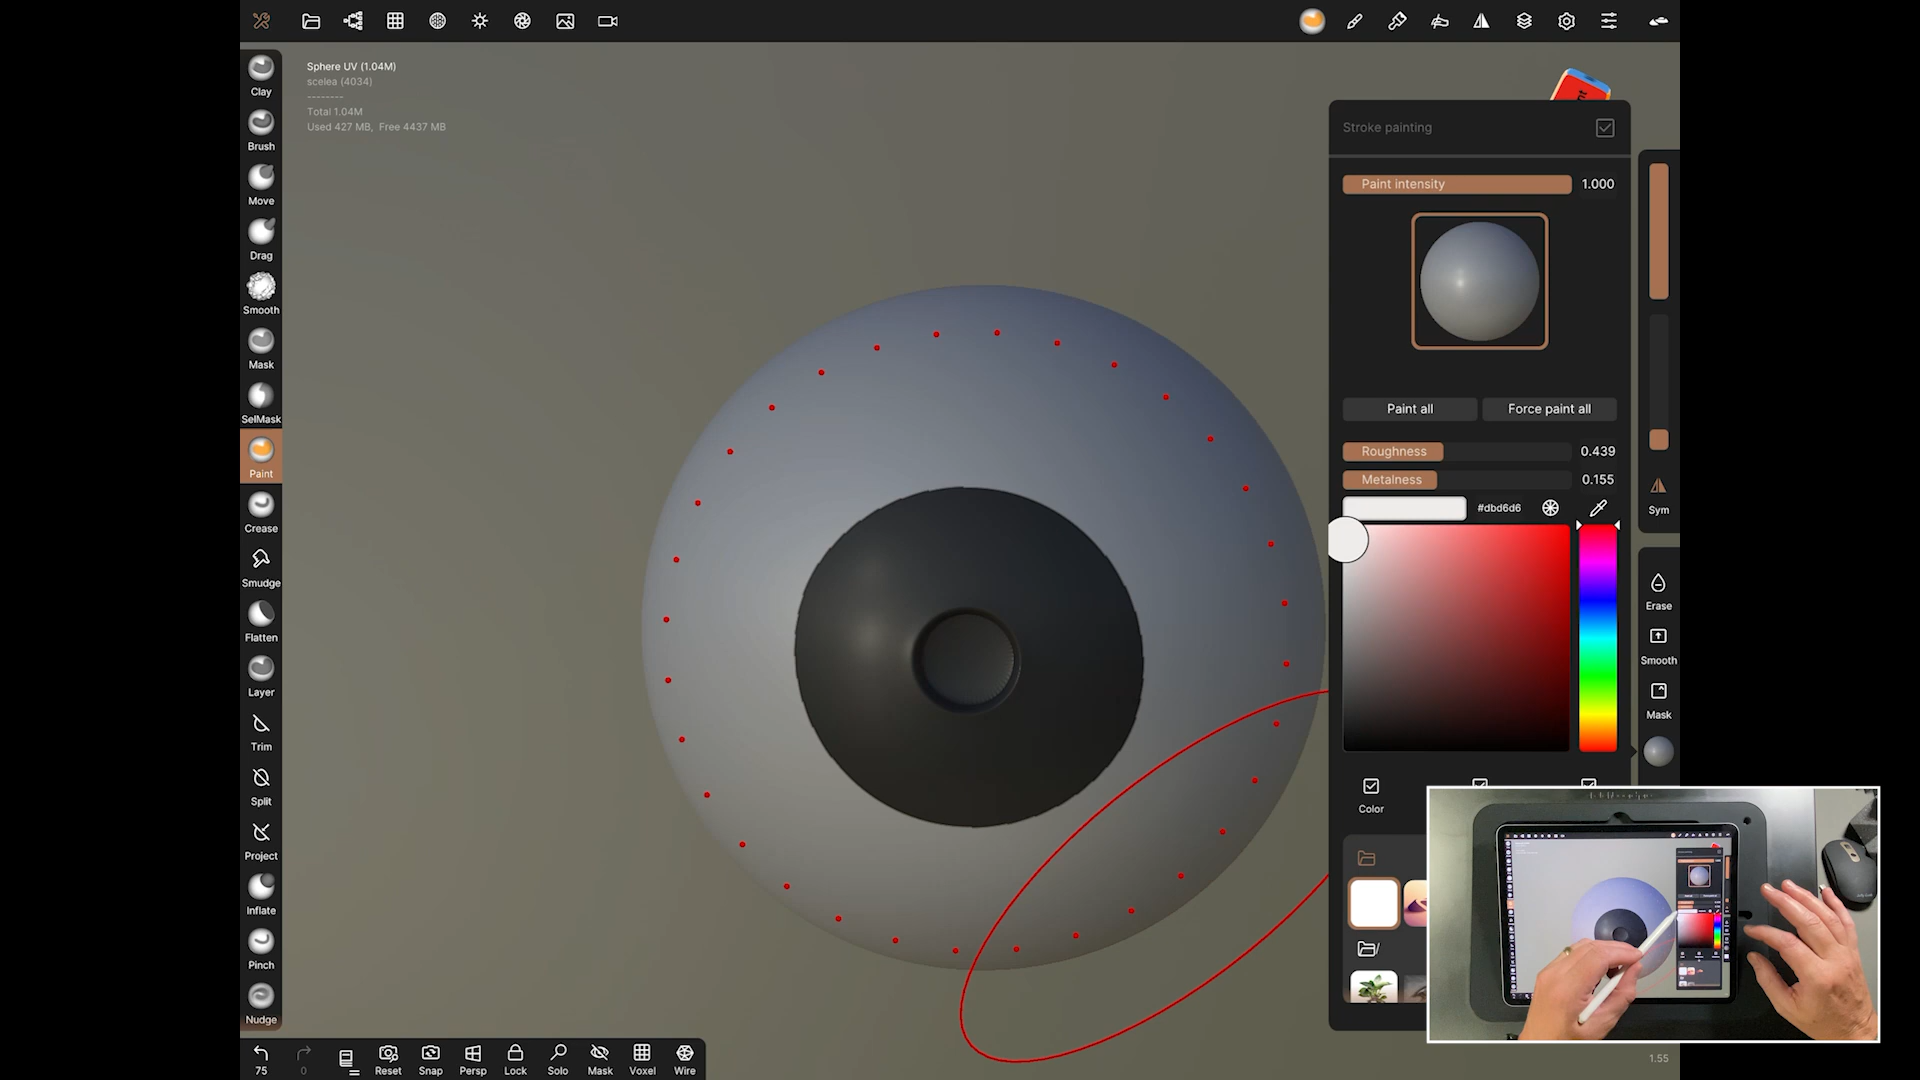 Sphere UV (1.04M)
scelea (4034)
--------
Total 1.04M
Used 427 MB, Free 4437 MB
Clay
Brush
Move
Drag
Smooth
Mask
SelMask
Paint
Crease
Smudge
Flatten
Layer
Trim
Split
Project
Inflate
Pinch
Nudge
Stroke painting
Paint intensity 1.000
Paint all Force paint all
Roughness 0.439
Metalness 0.155
#dbd6d6
Color
Sym
Erase
Smooth
Mask
75 0 Reset Snap Persp Lock Solo Mask Voxel Wire
1.55